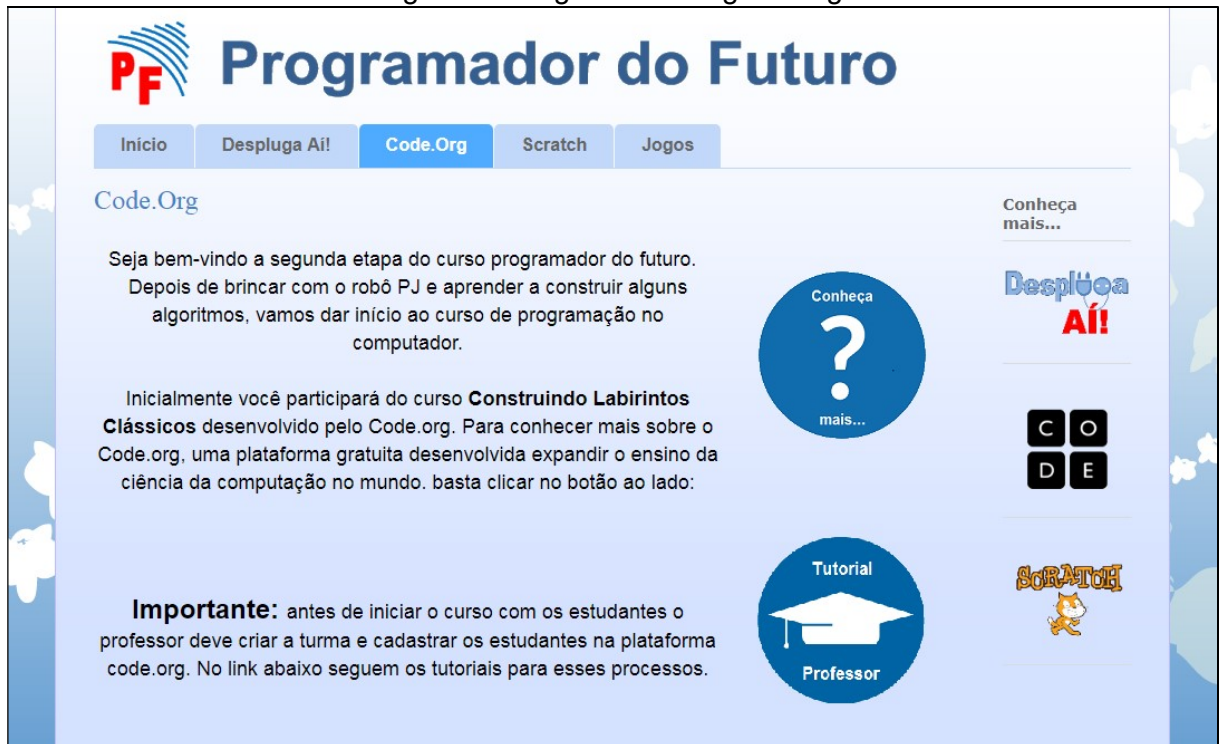 PF Programador do Futuro
Início Despluga Aí! Code.Org Scratch Jogos
Code.Org
Seja bem-vindo a segunda etapa do curso programador do futuro.
Depois de brincar com o robô PJ e aprender a construir alguns
algoritmos, vamos dar início ao curso de programação no
computador.
Inicialmente você participará do curso Construindo Labirintos
Clássicos desenvolvido pelo Code.org. Para conhecer mais sobre o
Code.org, uma plataforma gratuita desenvolvida expandir o ensino da
ciência da computação no mundo. basta clicar no botão ao lado:
Conheça
?
mais...
Importante: antes de iniciar o curso com os estudantes o
professor deve criar a turma e cadastrar os estudantes na plataforma
code.org. No link abaixo seguem os tutoriais para esses processos.
Tutorial
Professor
Conheça
mais...
Despluga
AÍ!
C O
D E
SCRATCH